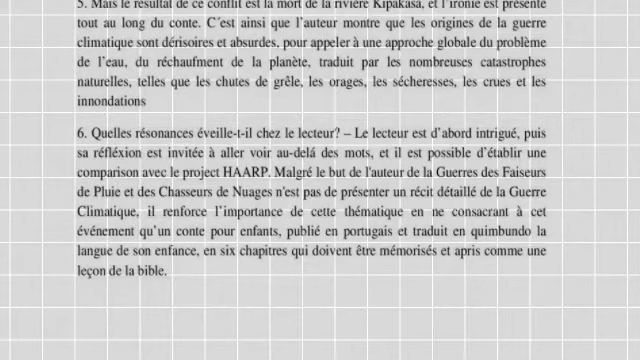 5. Mais le résultat de ce conflit est la mort de la rivière Kipakasa, et l'ironie est présente
tout au long du conte. C´est ainsi que l'auteur montre que les origines de la guerre
climatique sont dérisoires et absurdes, pour appeler à une approche globale du problème
de l'eau, du réchaufment de la planète, traduit par les nombreuses catastrophes
naturelles, telles que les chutes de grêle, les orages, les sécheresses, les crues et les
innondations
6. Quelles résonances éveille-t-il chez le lecteur? – Le lecteur est d'abord intrigué, puis
sa réfléxion est invitée à aller voir au-delá des mots, et il est possible d'établir une
comparaison avec le project HAARP. Malgré le but de l'auteur de la Guerres des Faiseurs
de Pluie et des Chasseurs de Nuages n'est pas de présenter un récit détaillé de la Guerre
Climatique, il renforce l'importance de cette thématique en ne consacrant à cet
événement qu'un conte pour enfants, publié en portugais et traduit en quimbundo la
langue de son enfance, en six chapitres qui doivent être mémorisés et apris comme une
leçon de la bible.